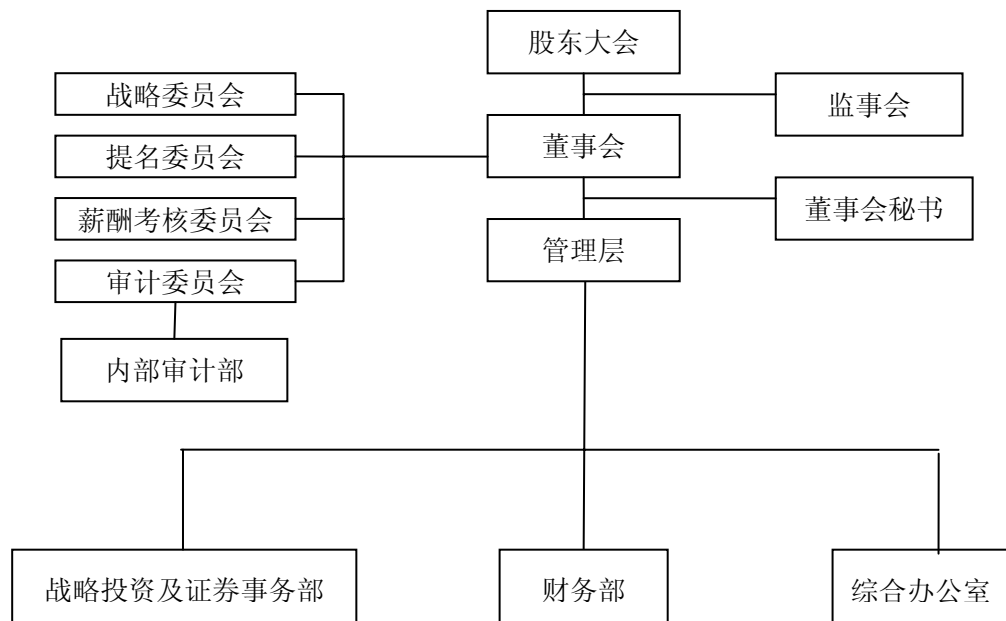 股东大会
战略委员会
监事会
提名委员会
董事会
薪酬考核委员会
董事会秘书
管理层
审计委员会
内部审计部
战略投资及证券事务部
财务部
综合办公室